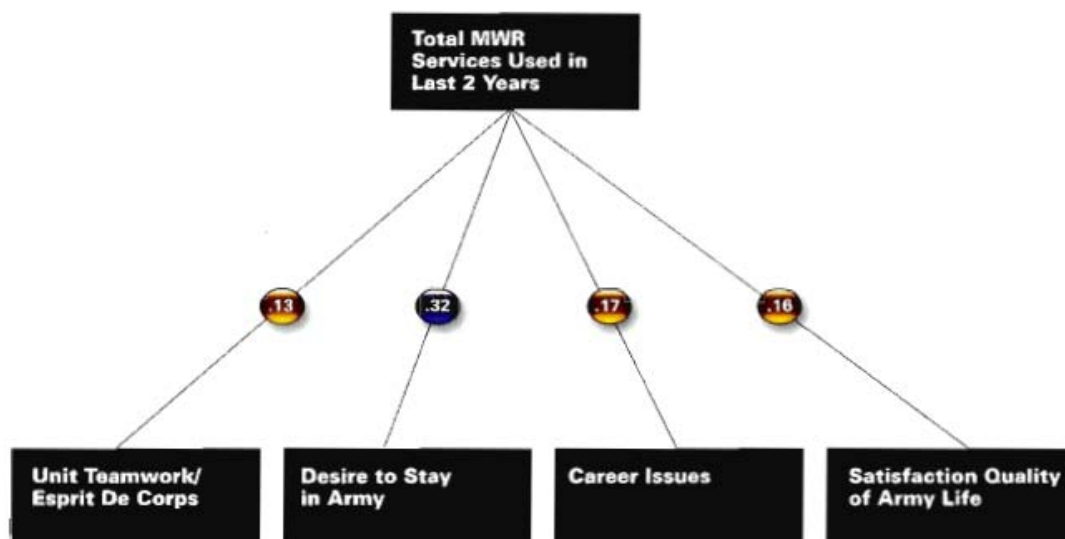 Total MWR
Services Used in
Last 2 Years
.13
.32
.17
.16
Unit Teamwork/
Esprit De Corps
Desire to Stay
in Army
Career Issues
Satisfaction Quality
of Army Life